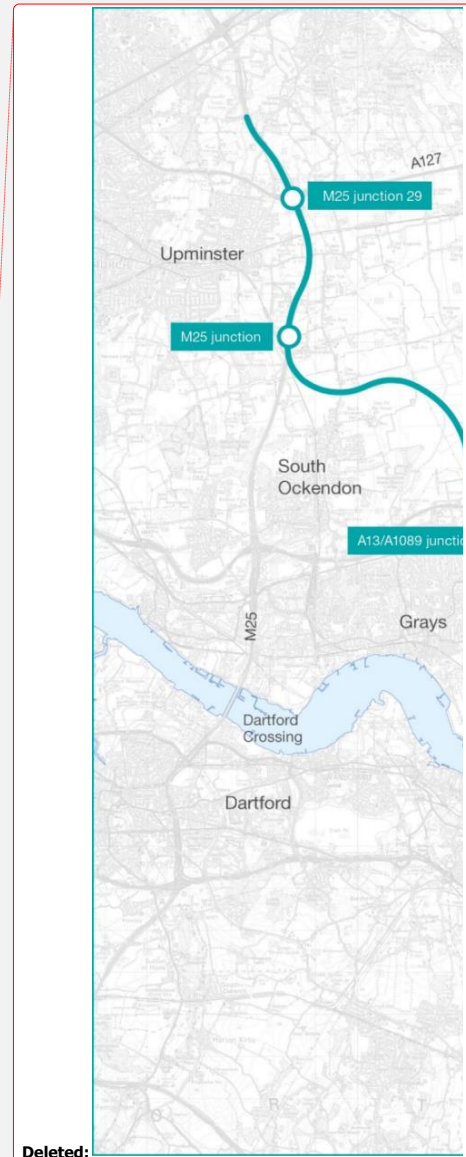 A127
M25 junction 29
Upminster
M25 junction
South
Ockendon
A13/A1089 junctio
Grays
M25
Dartford
Crossing
Dartford
Deleted: